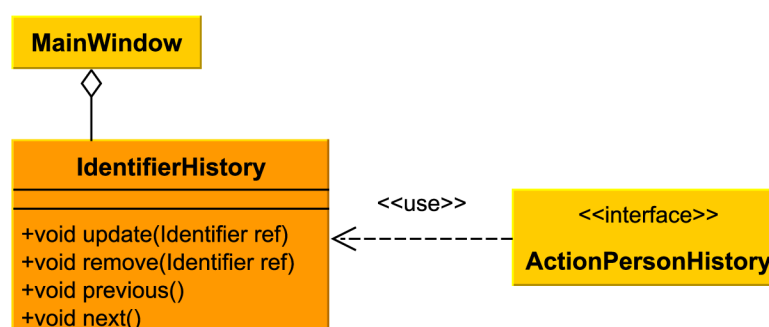 MainWindow
IdentifierHistory
+void update(Identifier ref)
+void remove(Identifier ref)
+void previous()
+void next()
<<use>>
<<interface>>
ActionPersonHistory